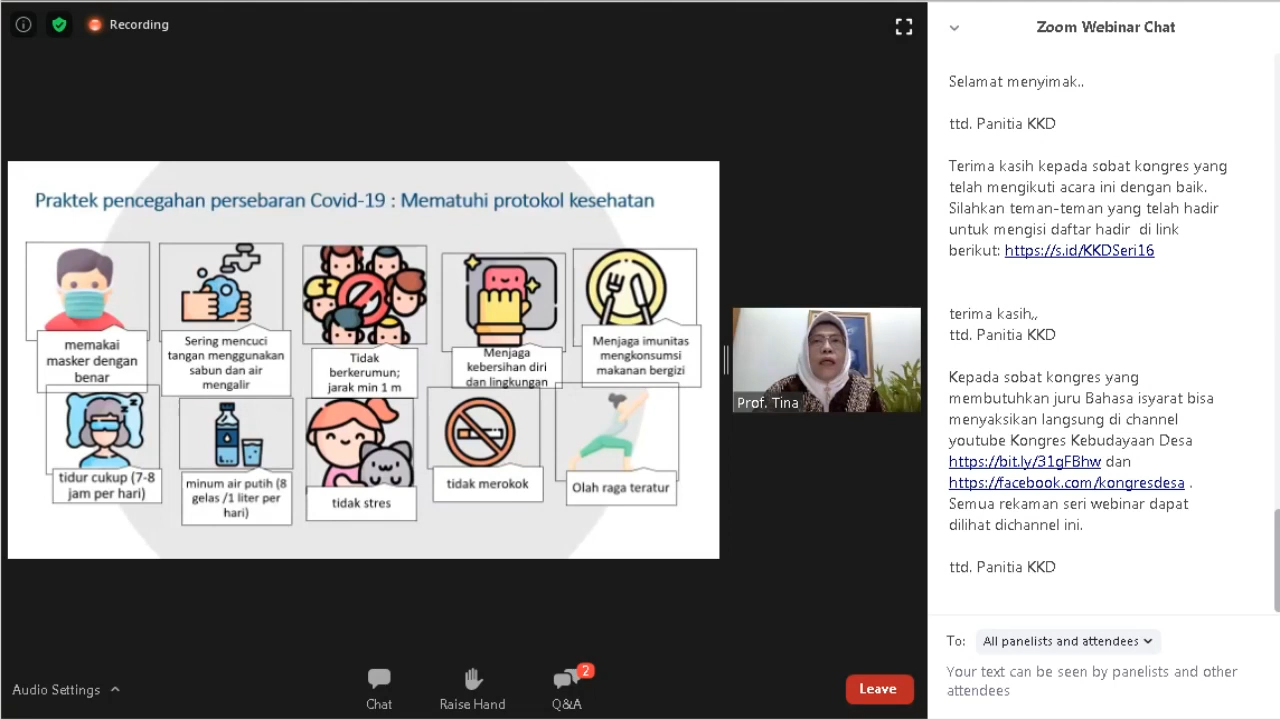 Recording
Praktek pencegahan persebaran Covid-19 : Mematuhi protokol kesehatan
memakai
masker dengan
benar
Sering mencuci
tangan menggunakan
sabun dan air
mengalir
Tidak
berkerumun;
jarak min 1 m
Menjaga
kebersihan diri
dan lingkungan
Menjaga imunitas
mengkonsumsi
makanan bergizi
tidur cukup (7-8
jam per hari)
minum air putih (8
gelas /1 liter per
hari)
tidak stres
tidak merokok
Olah raga teratur
Prof. Tina
Audio Settings
Chat
Raise Hand
2
Q&A
Leave
Zoom Webinar Chat
Selamat menyimak..
ttd. Panitia KKD
Terima kasih kepada sobat kongres yang
telah mengikuti acara ini dengan baik.
Silahkan teman-teman yang telah hadir
untuk mengisi daftar hadir di link
berikut: https://s.id/KKDSeri16
terima kasih,,
ttd. Panitia KKD
Kepada sobat kongres yang
membutuhkan juru Bahasa isyarat bisa
menyaksikan langsung di channel
youtube Kongres Kebudayaan Desa
https://bit.ly/31gFBhw dan
https://facebook.com/kongresdesa .
Semua rekaman seri webinar dapat
dilihat dichannel ini.
ttd. Panitia KKD
To: All panelists and attendees
Your text can be seen by panelists and other
attendees